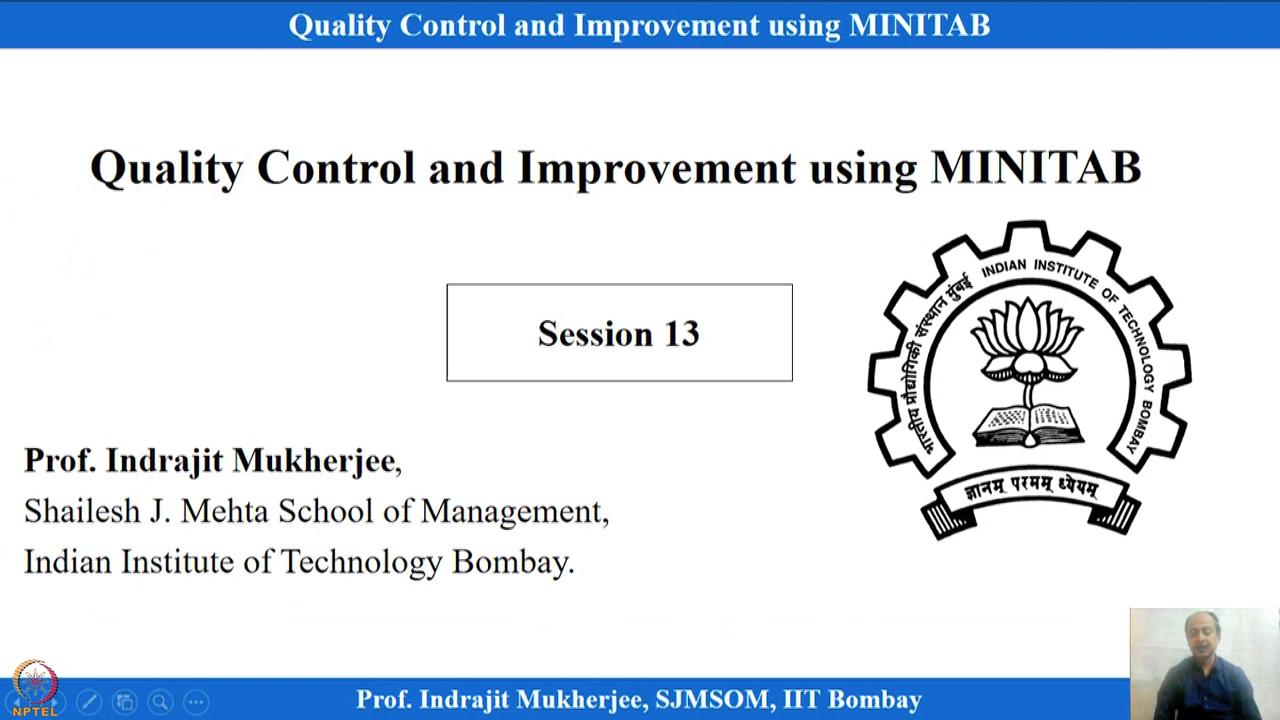 Quality Control and Improvement using MINITAB
Quality Control and Improvement using MINITAB
Session 13
भारतीय प्रौद्योगिकी संस्थान मुंबई
INDIAN INSTITUTE OF TECHNOLOGY BOMBAY
ज्ञानम् परमम् ध्येयम्
Prof. Indrajit Mukherjee,
Shailesh J. Mehta School of Management,
Indian Institute of Technology Bombay.
NPTEL
Prof. Indrajit Mukherjee, SJMSOM, IIT Bombay